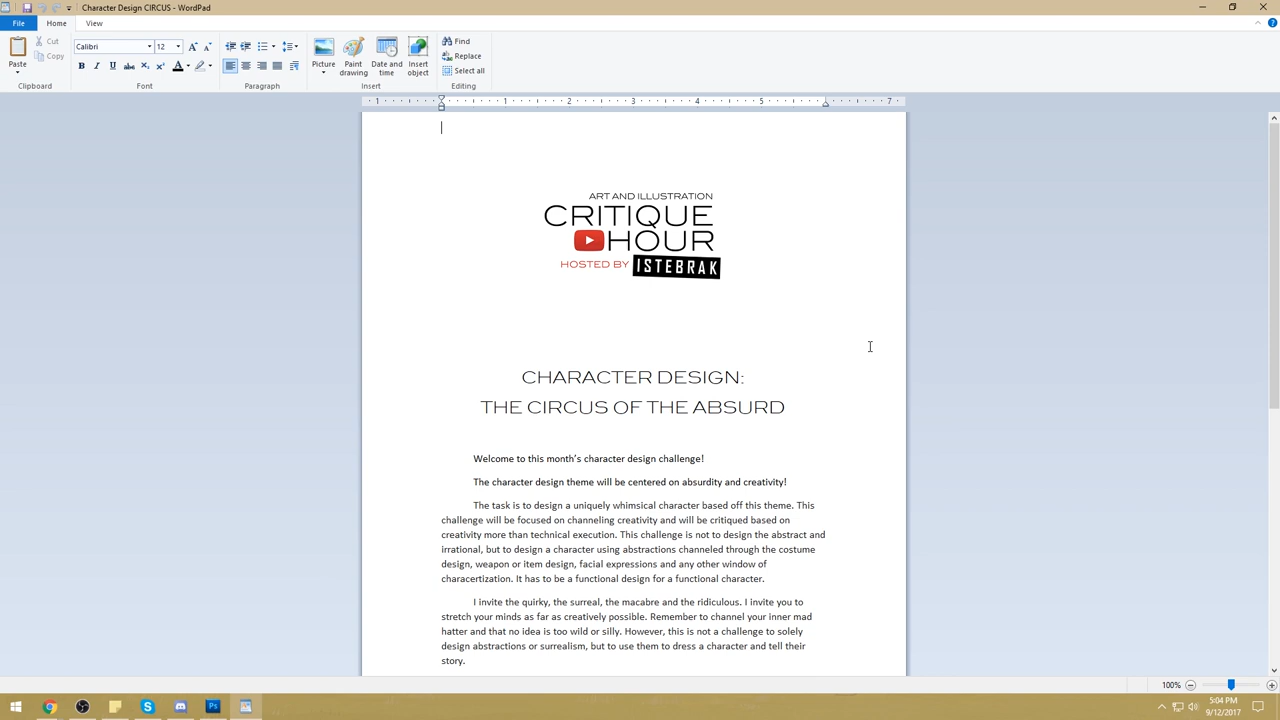 Character Design CIRCUS - WordPad
File Home View
Paste
Cut
Copy
Clipboard
Calibri 12
Font
Paragraph
Picture
Paint drawing
Date and time
Insert object
Insert
Find
Replace
Select all
Editing
1 1 2 3 4 5 7
ART AND ILLUSTRATION
CRITIQUE
HOUR
HOSTED BY ISTEBRAK
CHARACTER DESIGN:
THE CIRCUS OF THE ABSURD
Welcome to this month's character design challenge!
The character design theme will be centered on absurdity and creativity!
The task is to design a uniquely whimsical character based off this theme. This
challenge will be focused on channeling creativity and will be critiqued based on
creativity more than technical execution. This challenge is not to design the abstract and
irrational, but to design a character using abstractions channeled through the costume
design, weapon or item design, facial expressions and any other window of
characertization. It has to be a functional design for a functional character.
I invite the quirky, the surreal, the macabre and the ridiculous. I invite you to
stretch your minds as far as creatively possible. Remember to channel your inner mad
hatter and that no idea is too wild or silly. However, this is not a challenge to solely
design abstractions or surrealism, but to use them to dress a character and tell their
story.
100%
5:04 PM
9/12/2017